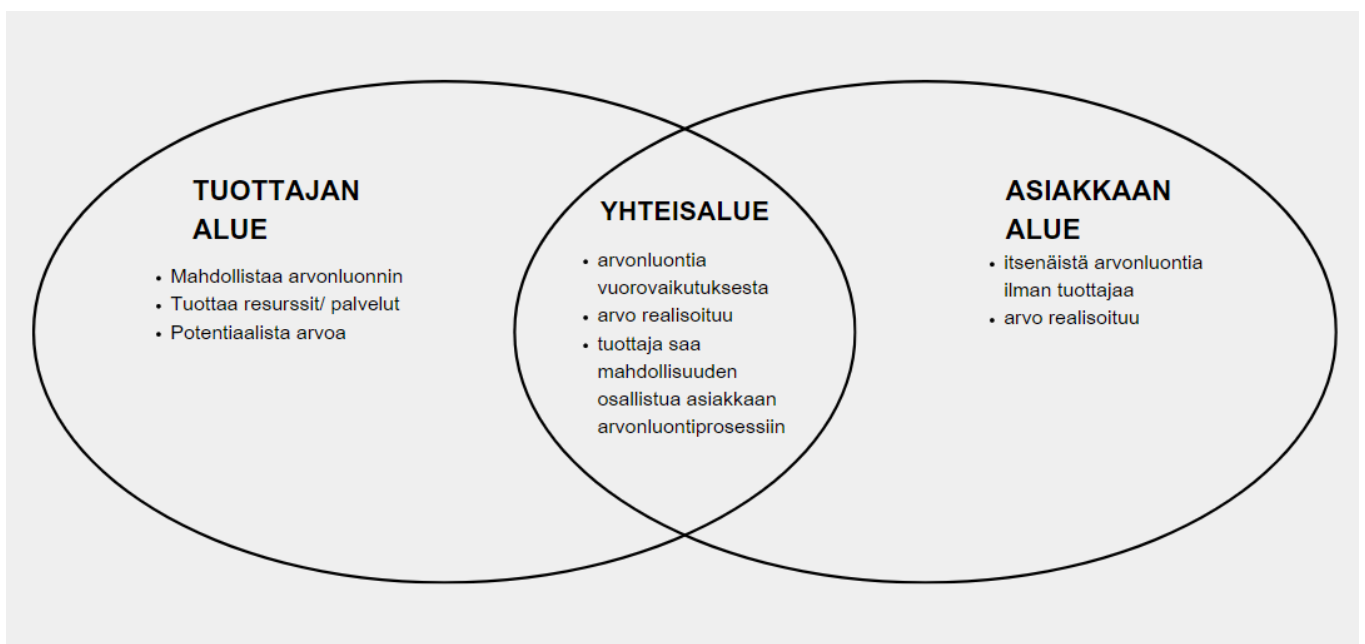 TUOTTAJAN
ALUE
• Mahdollistaa arvonluonnin
• Tuottaa resurssit/ palvelut
• Potentiaalista arvoa
YHTEISALUE
• arvonluontia
vuorovaikutuksesta
• arvo realisoituu
• tuottaja saa
mahdollisuuden
osallistua asiakkaan
arvonluontiprosessiin
ASIAKKAAN
ALUE
• itsenäistä arvonluontia
ilman tuottajaa
• arvo realisoituu